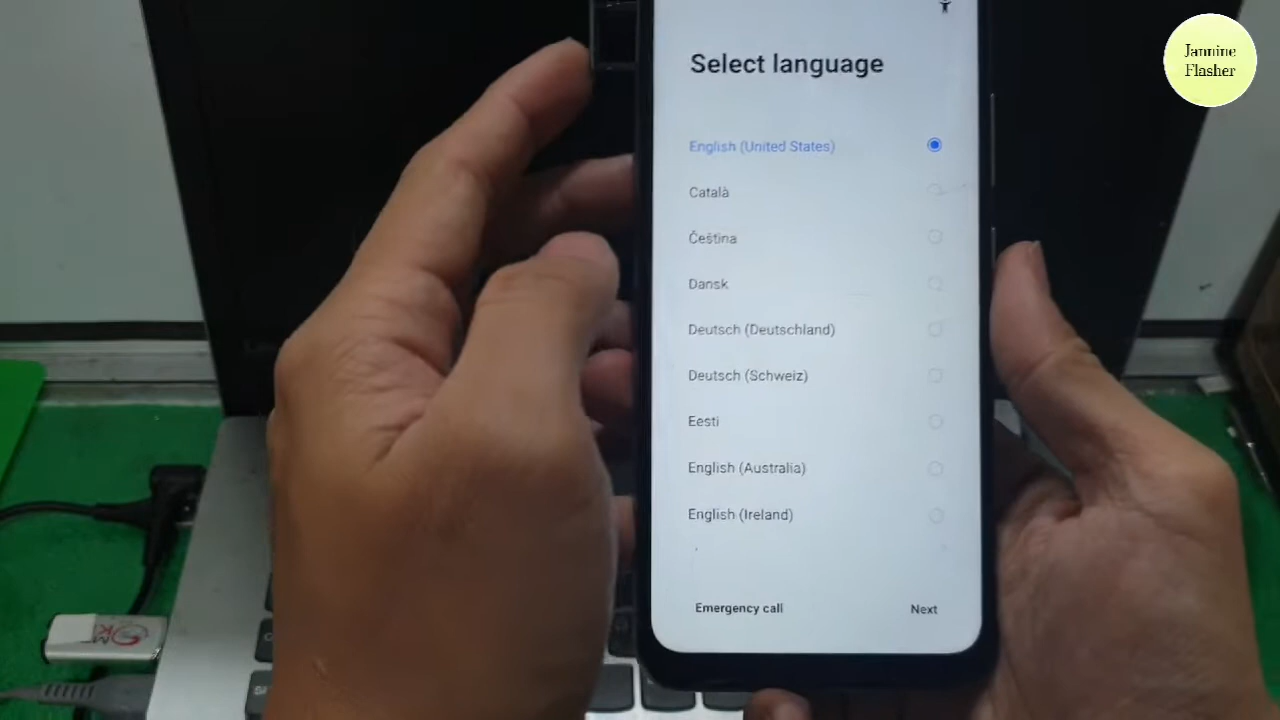 Jannine
Flasher
Select language
English (United States)
Català
Čeština
Dansk
Deutsch (Deutschland)
Deutsch (Schweiz)
Eesti
English (Australia)
English (Ireland)
Emergency call
Next